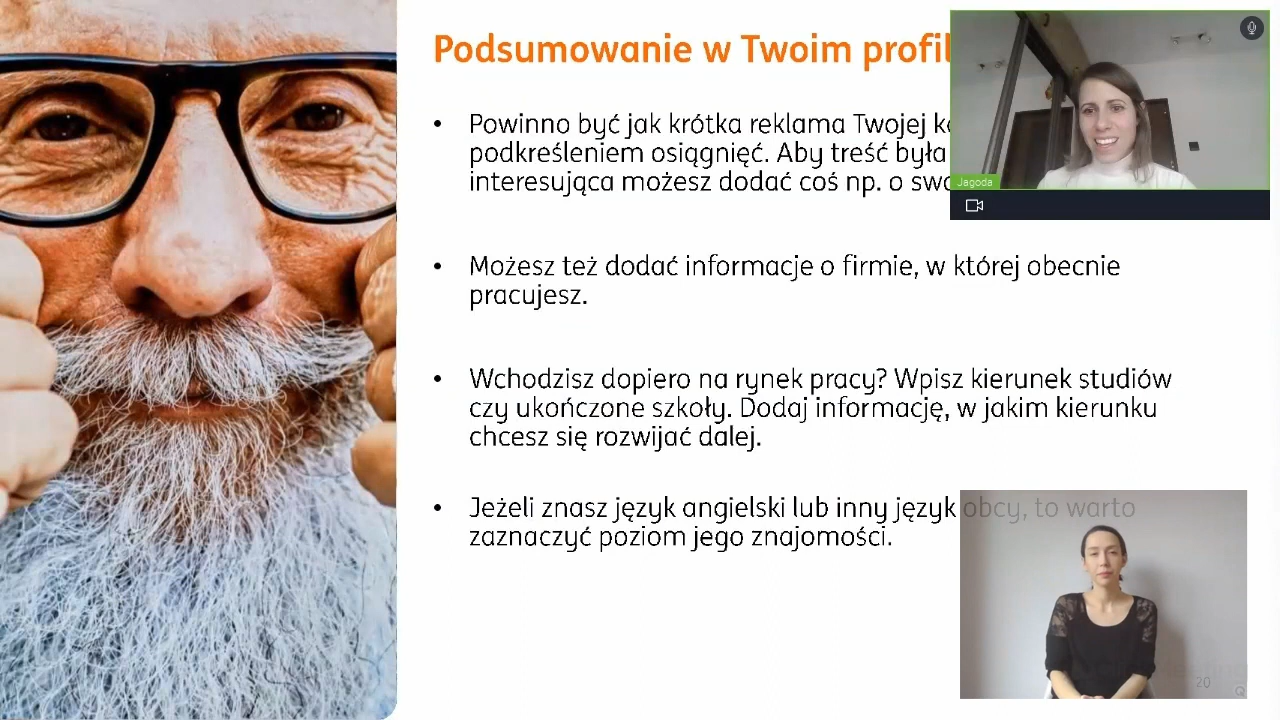 Podsumowanie w Twoim
Powinno być jak krótka reklama Twojej
podkreśleniem osiągnięć. Aby treść była
interesująca możesz dodać coś np. o
Możesz też dodać informacje o firmie, w której obecnie
pracujesz.
Wchodzisz dopiero na rynek pracy? Wpisz kierunek studiów
czy ukończone szkoły. Dodaj informację, w jakim kierunku
chcesz się rozwijać dalej.
Jeżeli znasz język angielski lub inny język obcy, to warto
zaznaczyć poziom jego znajomości.
Jagoda
20